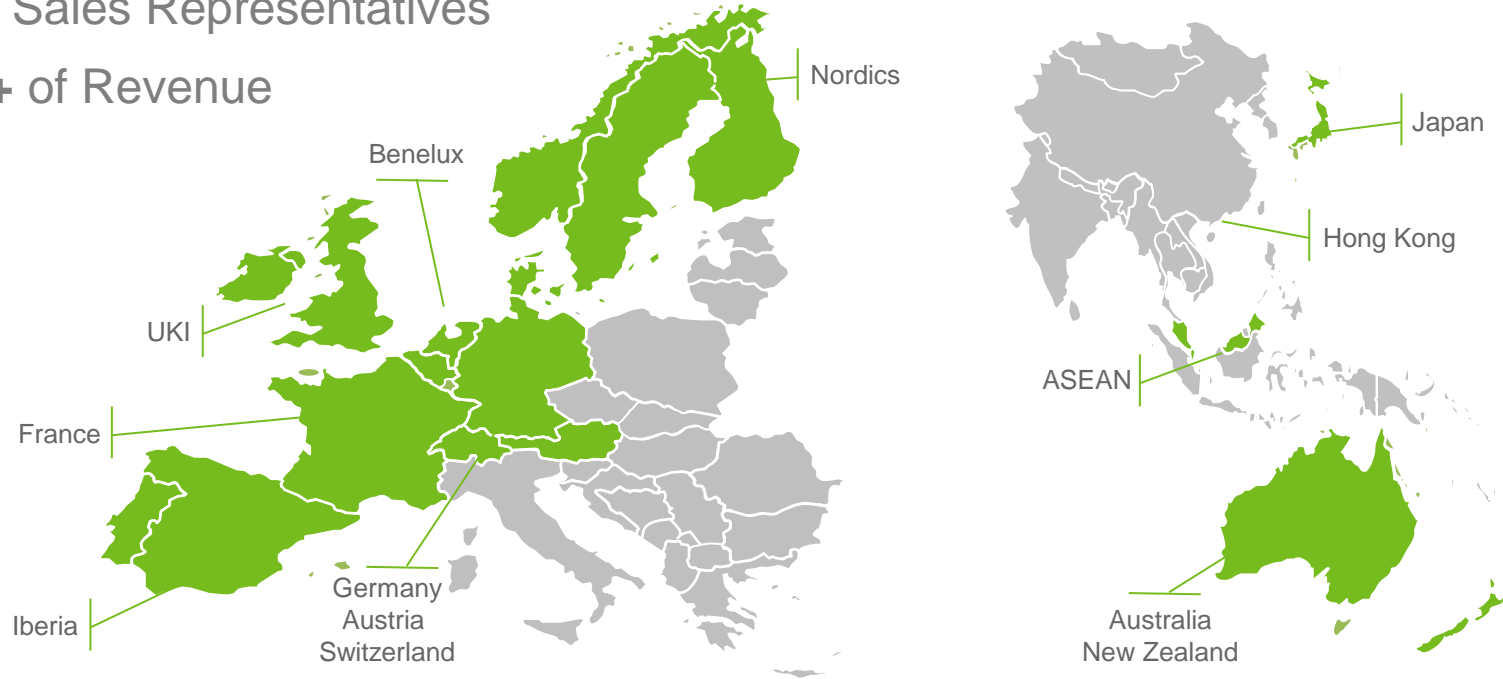 Sales Representatives
+ of Revenue
Nordics
Benelux
UKI
France
Iberia
Germany
Austria
Switzerland
Japan
Hong Kong
ASEAN
Australia
New Zealand